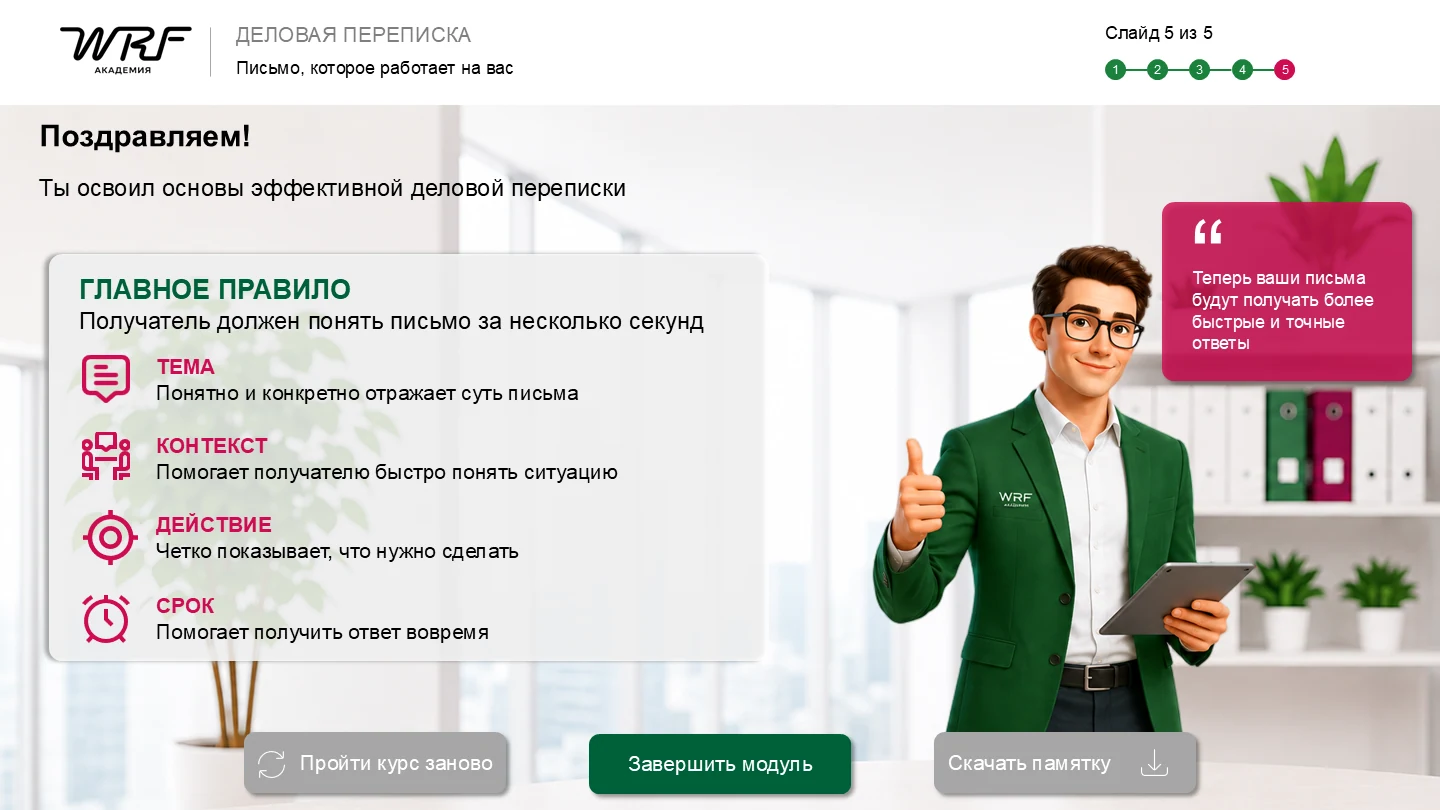 WRF
АКАДЕМИЯ
ДЕЛОВАЯ ПЕРЕПИСКА
Письмо, которое работает на вас
Слайд 5 из 5
1 2 3 4 5
Поздравляем!
Ты освоил основы эффективной деловой переписки
ГЛАВНОЕ ПРАВИЛО
Получатель должен понять письмо за несколько секунд
ТЕМА
Понятно и конкретно отражает суть письма
КОНТЕКСТ
Помогает получателю быстро понять ситуацию
ДЕЙСТВИЕ
Четко показывает, что нужно сделать
СРОК
Помогает получить ответ вовремя
“
Теперь ваши письма
будут получать более
быстрые и точные
ответы
WRF
АКАДЕМИЯ
Пройти курс заново
Завершить модуль
Скачать памятку